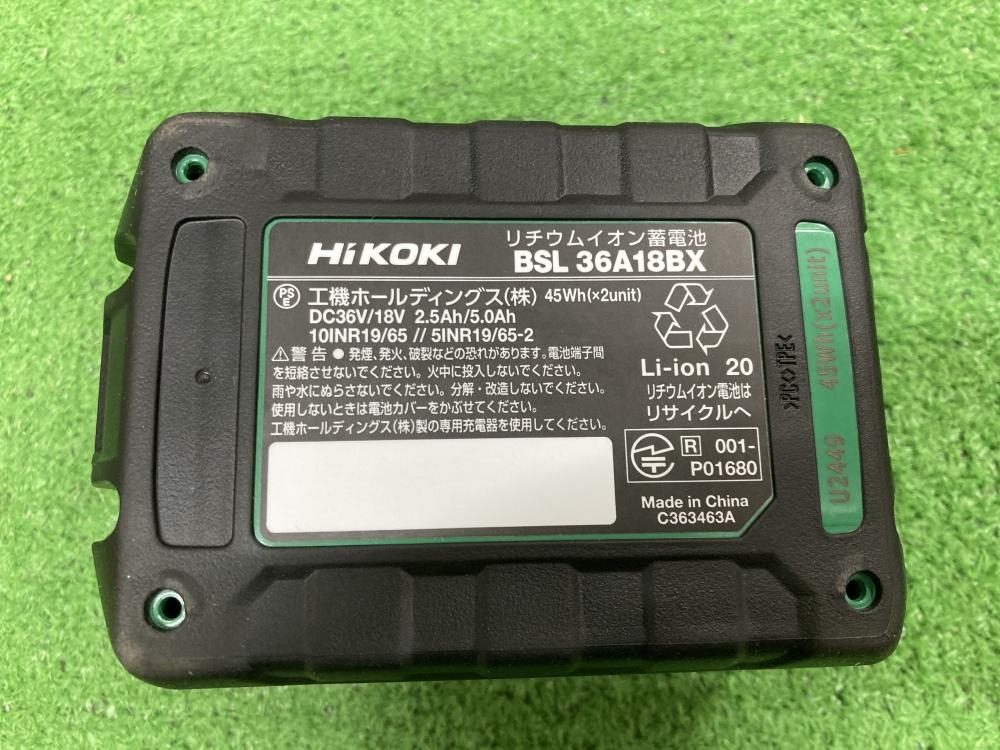 HiKOKI
リチウムイオン蓄電池
BSL 36A18BX
PS
E
工機ホールディングス(株) 45Wh(×2unit)
DC36V/18V 2.5Ah/5.0Ah
10INR19/65 // 5INR19/65-2
⚠警告 ● 発煙、発火、破裂などの恐れがあります。電池端子間
を短絡させないでください。火中に投入しないでください。
雨や水にぬらさないでください。分解・改造しないでください。
使用しないときは電池カバーをかぶせてください。
工機ホールディングス(株)製の専用充電器を使用してください。
Li-ion 20
リチウムイオン電池は
リサイクルへ
R 001-
P01680
Made in China
C363463A
>PC<>TPE<
U2449 45Wh(x2unit)